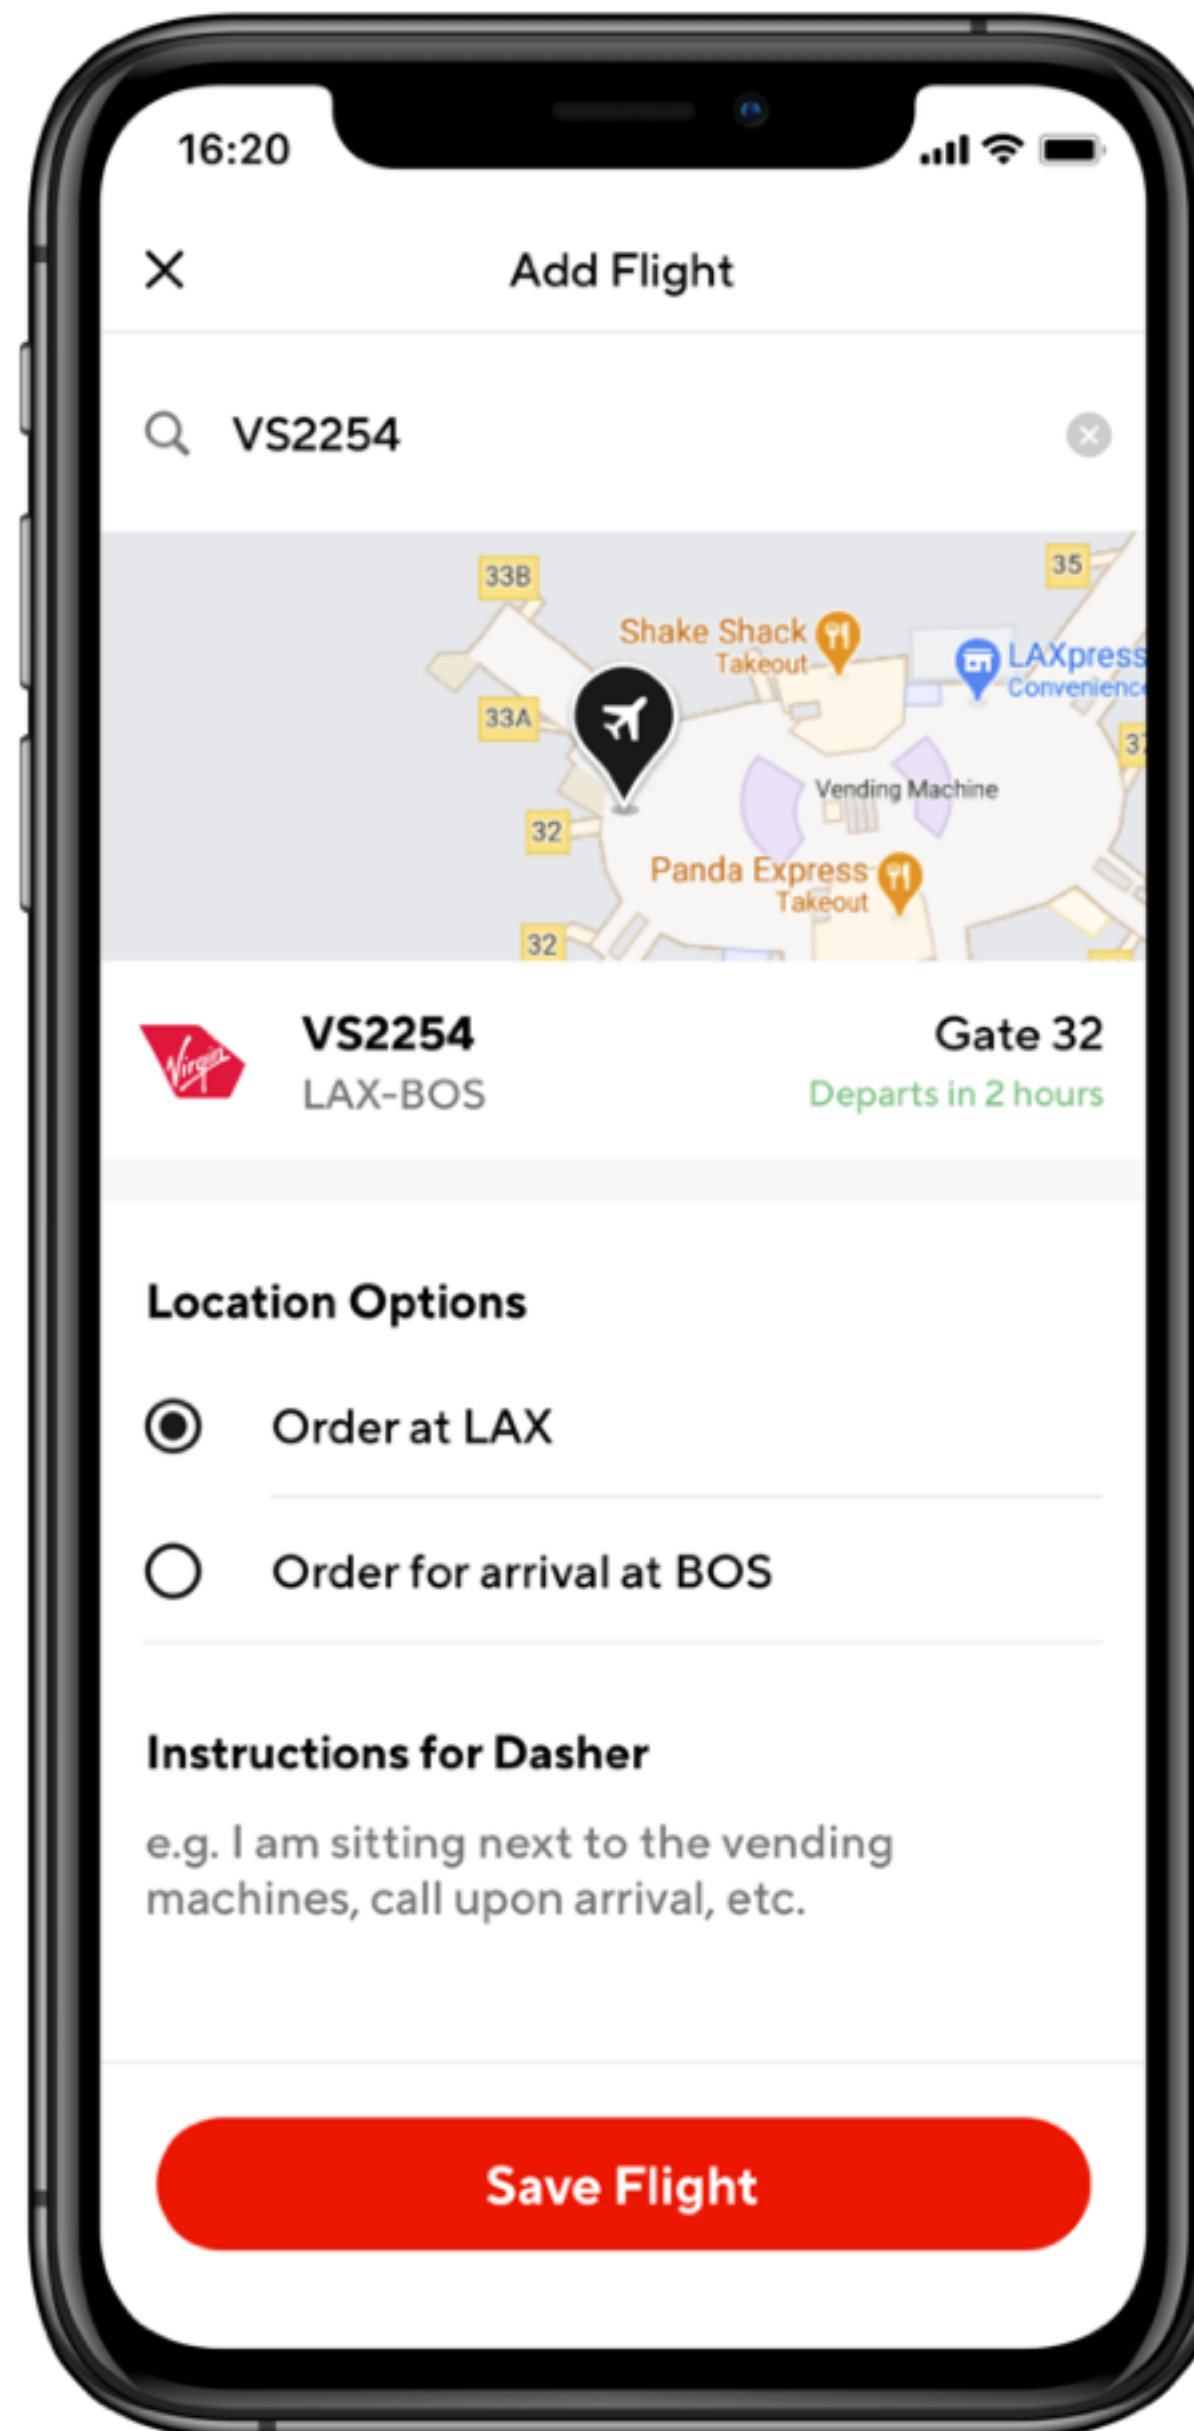 16:20
Add Flight
VS2254
33B
35
Shake Shack
Takeout
LAXpress
Convenience
33A
Vending Machine
32
Panda Express
Takeout
32
Virgin
VS2254
Gate 32
LAX-BOS
Departs in 2 hours
Location Options
Order at LAX
Order for arrival at BOS
Instructions for Dasher
e.g. I am sitting next to the vending
machines, call upon arrival, etc.
Save Flight